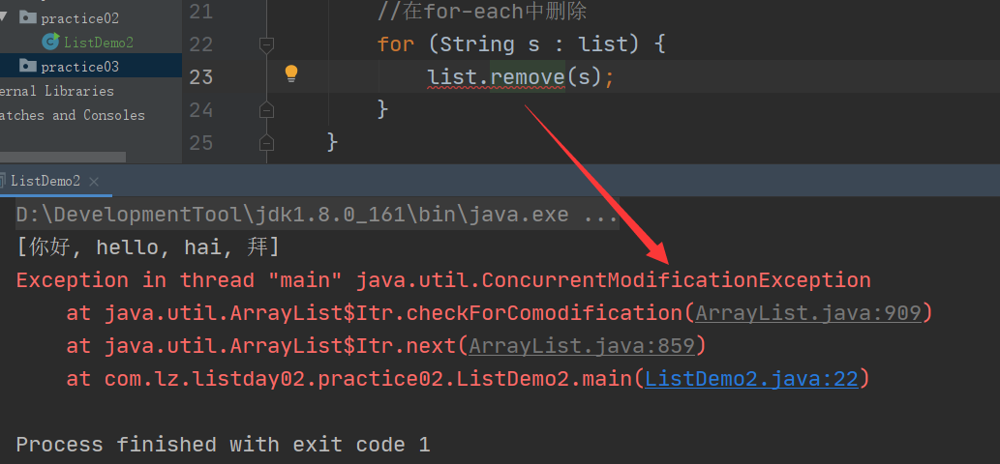 practice02
ListDemo2
practice03
ernal Libraries
atches and Consoles
21 //在for-each中删除
22 for (String s : list) {
23 list.remove(s);
24 }
25 }
ListDemo2 ×
D:\DevelopmentTool\jdk1.8.0_161\bin\java.exe ...
[你好, hello, hai, 拜]
Exception in thread "main" java.util.ConcurrentModificationException
at java.util.ArrayList$Itr.checkForComodification(ArrayList.java:909)
at java.util.ArrayList$Itr.next(ArrayList.java:859)
at com.lz.listday02.practice02.ListDemo2.main(ListDemo2.java:22)
Process finished with exit code 1